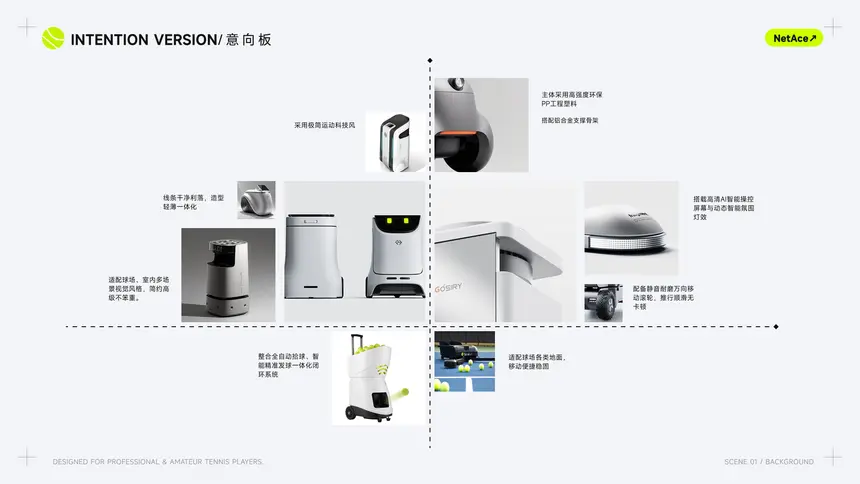 INTENTION VERSION/意向板
NetAce↗
主体采用高强度环保
PP工程塑料
搭配铝合金支撑骨架
采用极简运动科技风
线条干净利落，造型
轻薄一体化
搭载高清AI智能操控
屏幕与动态智能氛围
灯效
适配球场、室内多场
景视觉风格，简约高
级不笨重。
GOSIRY
配备静音耐磨万向移
动滚轮，推行顺滑无
卡顿
整合全自动拾球、智
能精准发球一体化闭
环系统
适配球场各类地面，
移动便捷稳固
DESIGNED FOR PROFESSIONAL & AMATEUR TENNIS PLAYERS.
SCENE 01 / BACKGROUND